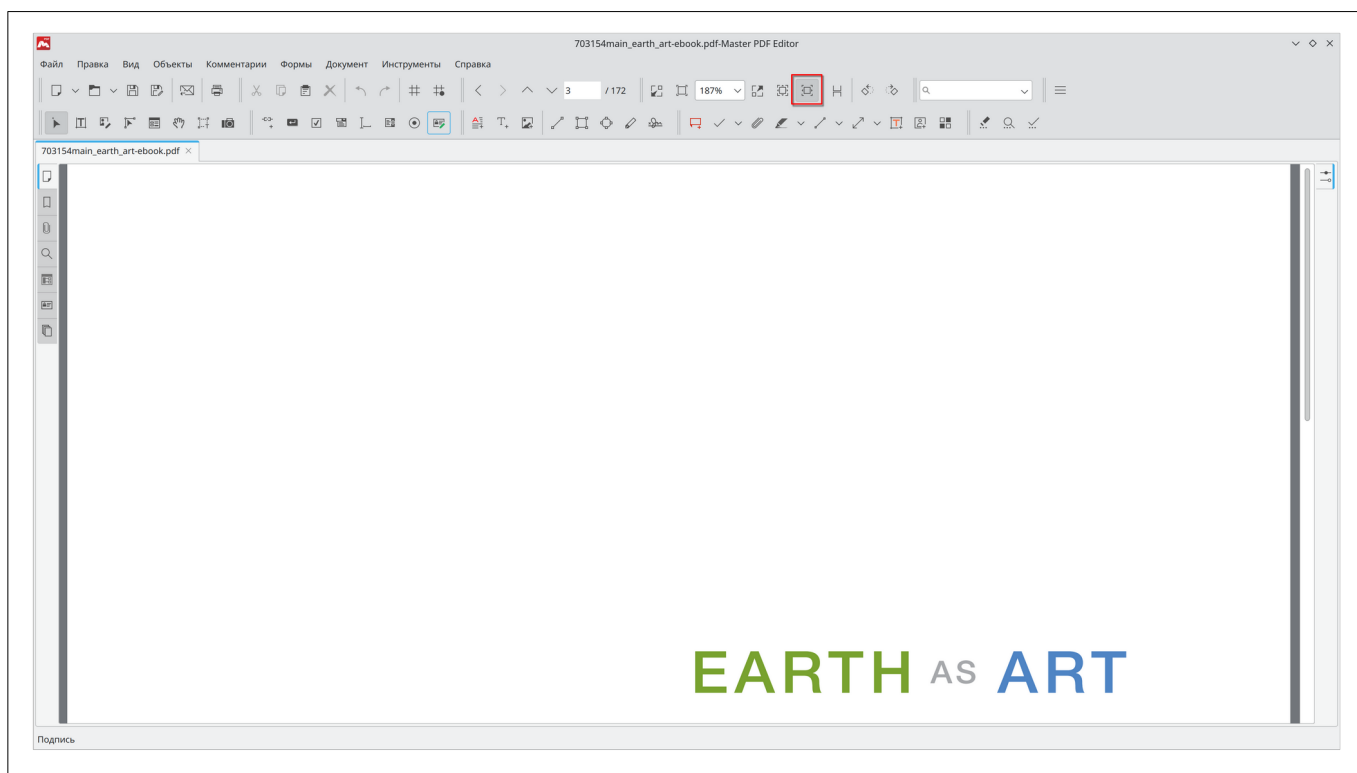 703154main_earth_art-ebook.pdf-Master PDF Editor
Файл Правка Вид Объекты Комментарии Формы Документ Инструменты Справка
3 / 172 187%
703154main_earth_art-ebook.pdf
EARTH AS ART
Подпись